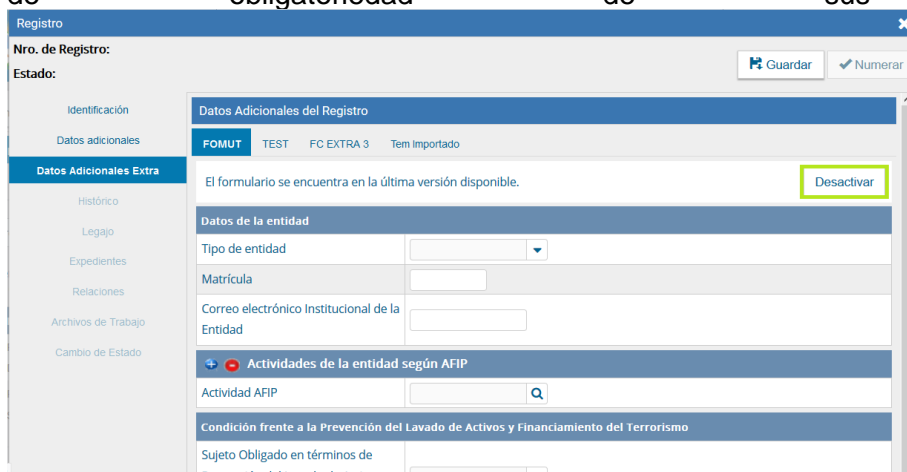 de obligatoriedad de sus
Registro
Nro. de Registro:
Estado:
Guardar
Numerar
Identificación
Datos adicionales
Datos Adicionales Extra
Histórico
Legajo
Expedientes
Relaciones
Archivos de Trabajo
Cambio de Estado
Datos Adicionales del Registro
FOMUT TEST FC EXTRA 3 Tem Importado
El formulario se encuentra en la última versión disponible.
Desactivar
Datos de la entidad
Tipo de entidad
Matrícula
Correo electrónico Institucional de la
Entidad
Actividades de la entidad según AFIP
Actividad AFIP
Condición frente a la Prevención del Lavado de Activos y Financiamiento del Terrorismo
Sujeto Obligado en términos de